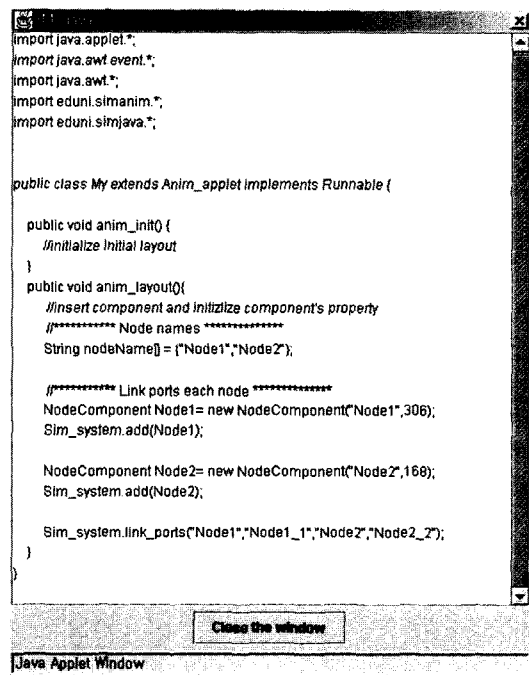 import java.applet.*;
import java.awt.event.*;
import java.awt.*;
import eduni.simanim.*;
import eduni.simjava.*;
public class My extends Anim_applet implements Runnable {
public void anim_init() {
//initialize initial layout
}
public void anim_layout(){
//insert component and initizlize component's property
//*********** Node names **************
String nodeName[] = {"Node1","Node2"};
//*********** Link ports each node **************
NodeComponent Node1= new NodeComponent("Node1",306);
Sim_system.add(Node1);
NodeComponent Node2= new NodeComponent("Node2",168);
Sim_system.add(Node2);
Sim_system.link_ports("Node1","Node1_1","Node2","Node2_2");
}
}
Close the window
Java Applet Window